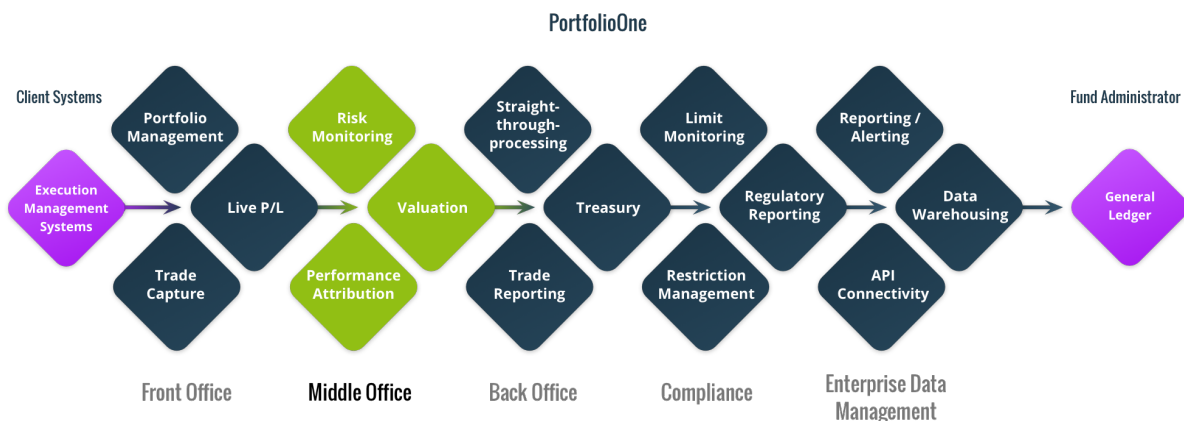 PortfolioOne
Client Systems
Fund Administrator
Execution
Management
Systems
Portfolio
Management
Live P/L
Trade
Capture
Risk
Monitoring
Valuation
Performance
Attribution
Straight-
through-
processing
Treasury
Trade
Reporting
Limit
Monitoring
Regulatory
Reporting
Restriction
Management
Reporting /
Alerting
Data
Warehousing
API
Connectivity
General
Ledger
Front Office
Middle Office
Back Office
Compliance
Enterprise Data
Management